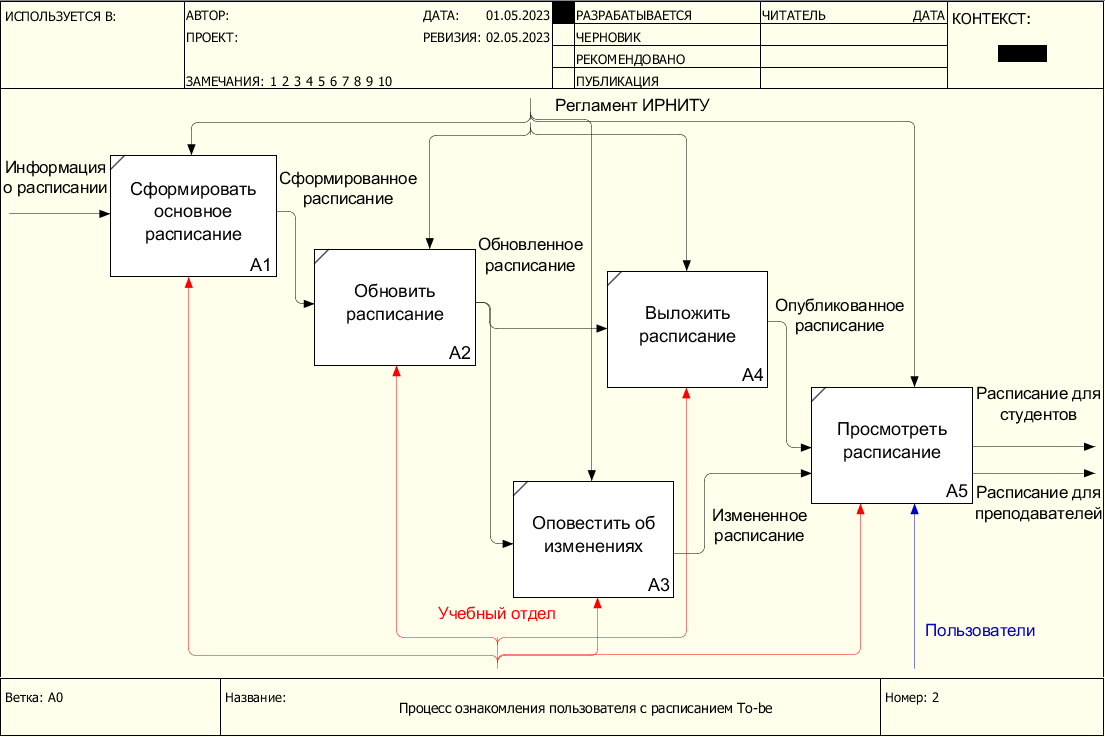 ИСПОЛЬЗУЕТСЯ В:
АВТОР:
ДАТА: 01.05.2023
ПРОЕКТ:
РЕВИЗИЯ: 02.05.2023
ЗАМЕЧАНИЯ: 1 2 3 4 5 6 7 8 9 10
РАЗРАБАТЫВАЕТСЯ
ЧЕРНОВИК
РЕКОМЕНДОВАНО
ПУБЛИКАЦИЯ
ЧИТАТЕЛЬ
ДАТА
КОНТЕКСТ:
Регламент ИРНИТУ
Информация
о расписании
Сформировать
основное
расписание
A1
Сформированное
расписание
Обновить
расписание
A2
Обновленное
расписание
Выложить
расписание
A4
Опубликованное
расписание
Просмотреть
расписание
A5
Расписание для
студентов
Расписание для
преподавателей
Оповестить об
изменениях
A3
Измененное
расписание
Учебный отдел
Пользователи
Ветка: A0
Название:
Процесс ознакомления пользователя с расписанием To-be
Номер: 2